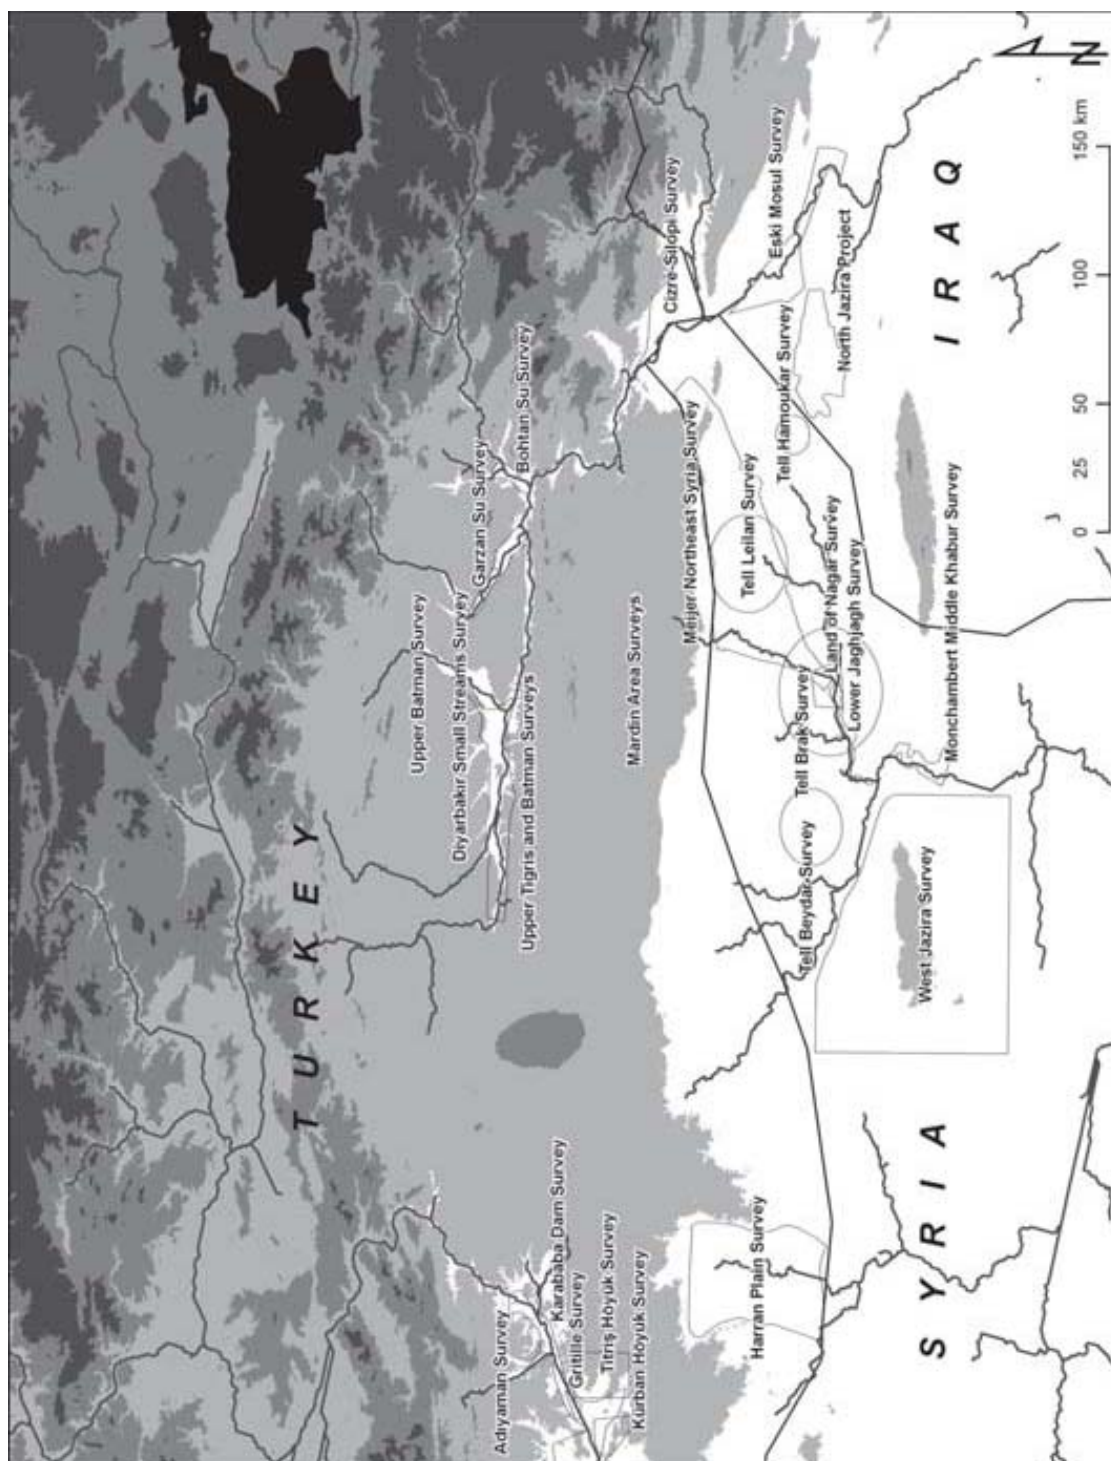 TURKEY
Upper Batman Survey
Diyarbakır Small Streams Survey
Garzan Su Survey
Bohtan Su Survey
Upper Tigris and Batman Surveys
Adıyaman Survey
Karababa Dam Survey
Gritille Survey
Titriş Höyük Survey
Kurban Höyük Survey
Mardin Area Surveys
Cizre-Silopi Survey
Meijer Northeast Syria Survey
Harran Plain Survey
Tell Leilan Survey
Eski Mosul Survey
Tell Hamoukar Survey
Tell Beydar Survey
Tell Brak Survey
Land of Nagar Survey
Lower Jaghjagh Survey
North Jazira Project
West Jazira Survey
Monchambert Middle Khabur Survey
SYRIA
IRAQ
0 25 50 100 150 km
N